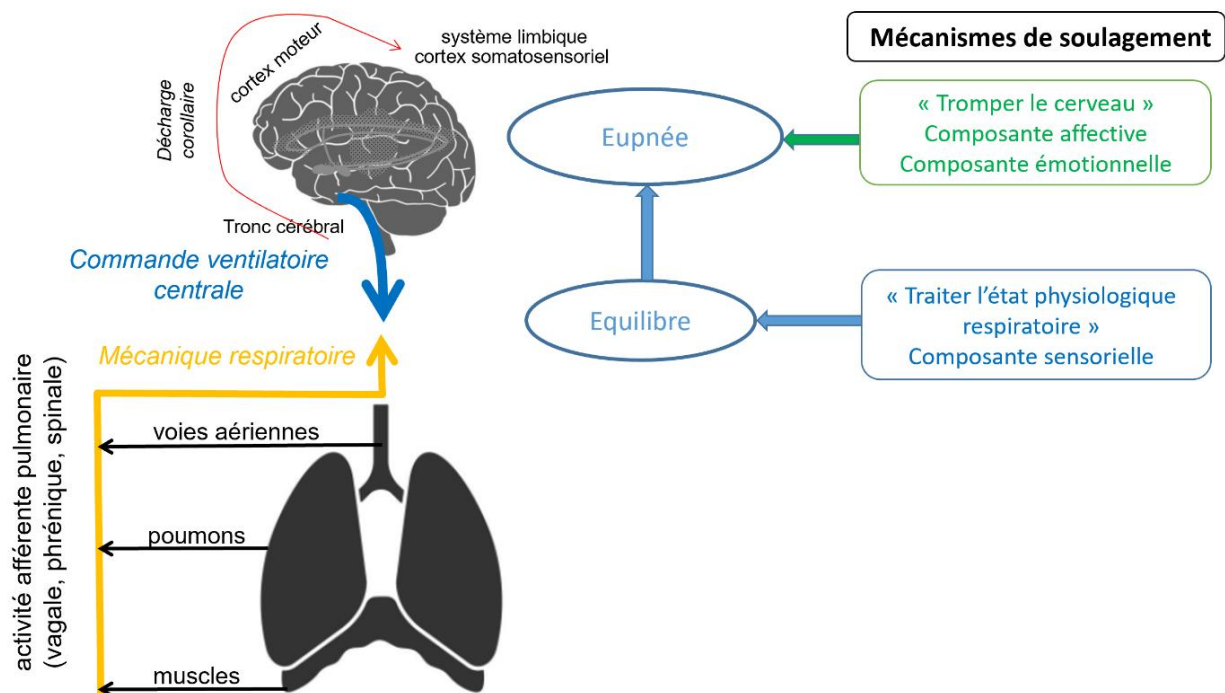 cortex moteur
système limbique
cortex somatosensoriel
Décharge
corollaire
Tronc cérébral
Commande ventilatoire
centrale
Mécanique respiratoire
activité afférente pulmonaire
(vagale, phrénique, spinale)
voies aériennes
poumons
muscles
Eupnée
Equilibre
Mécanismes de soulagement
« Tromper le cerveau »
Composante affective
Composante émotionnelle
« Traiter l’état physiologique
respiratoire »
Composante sensorielle